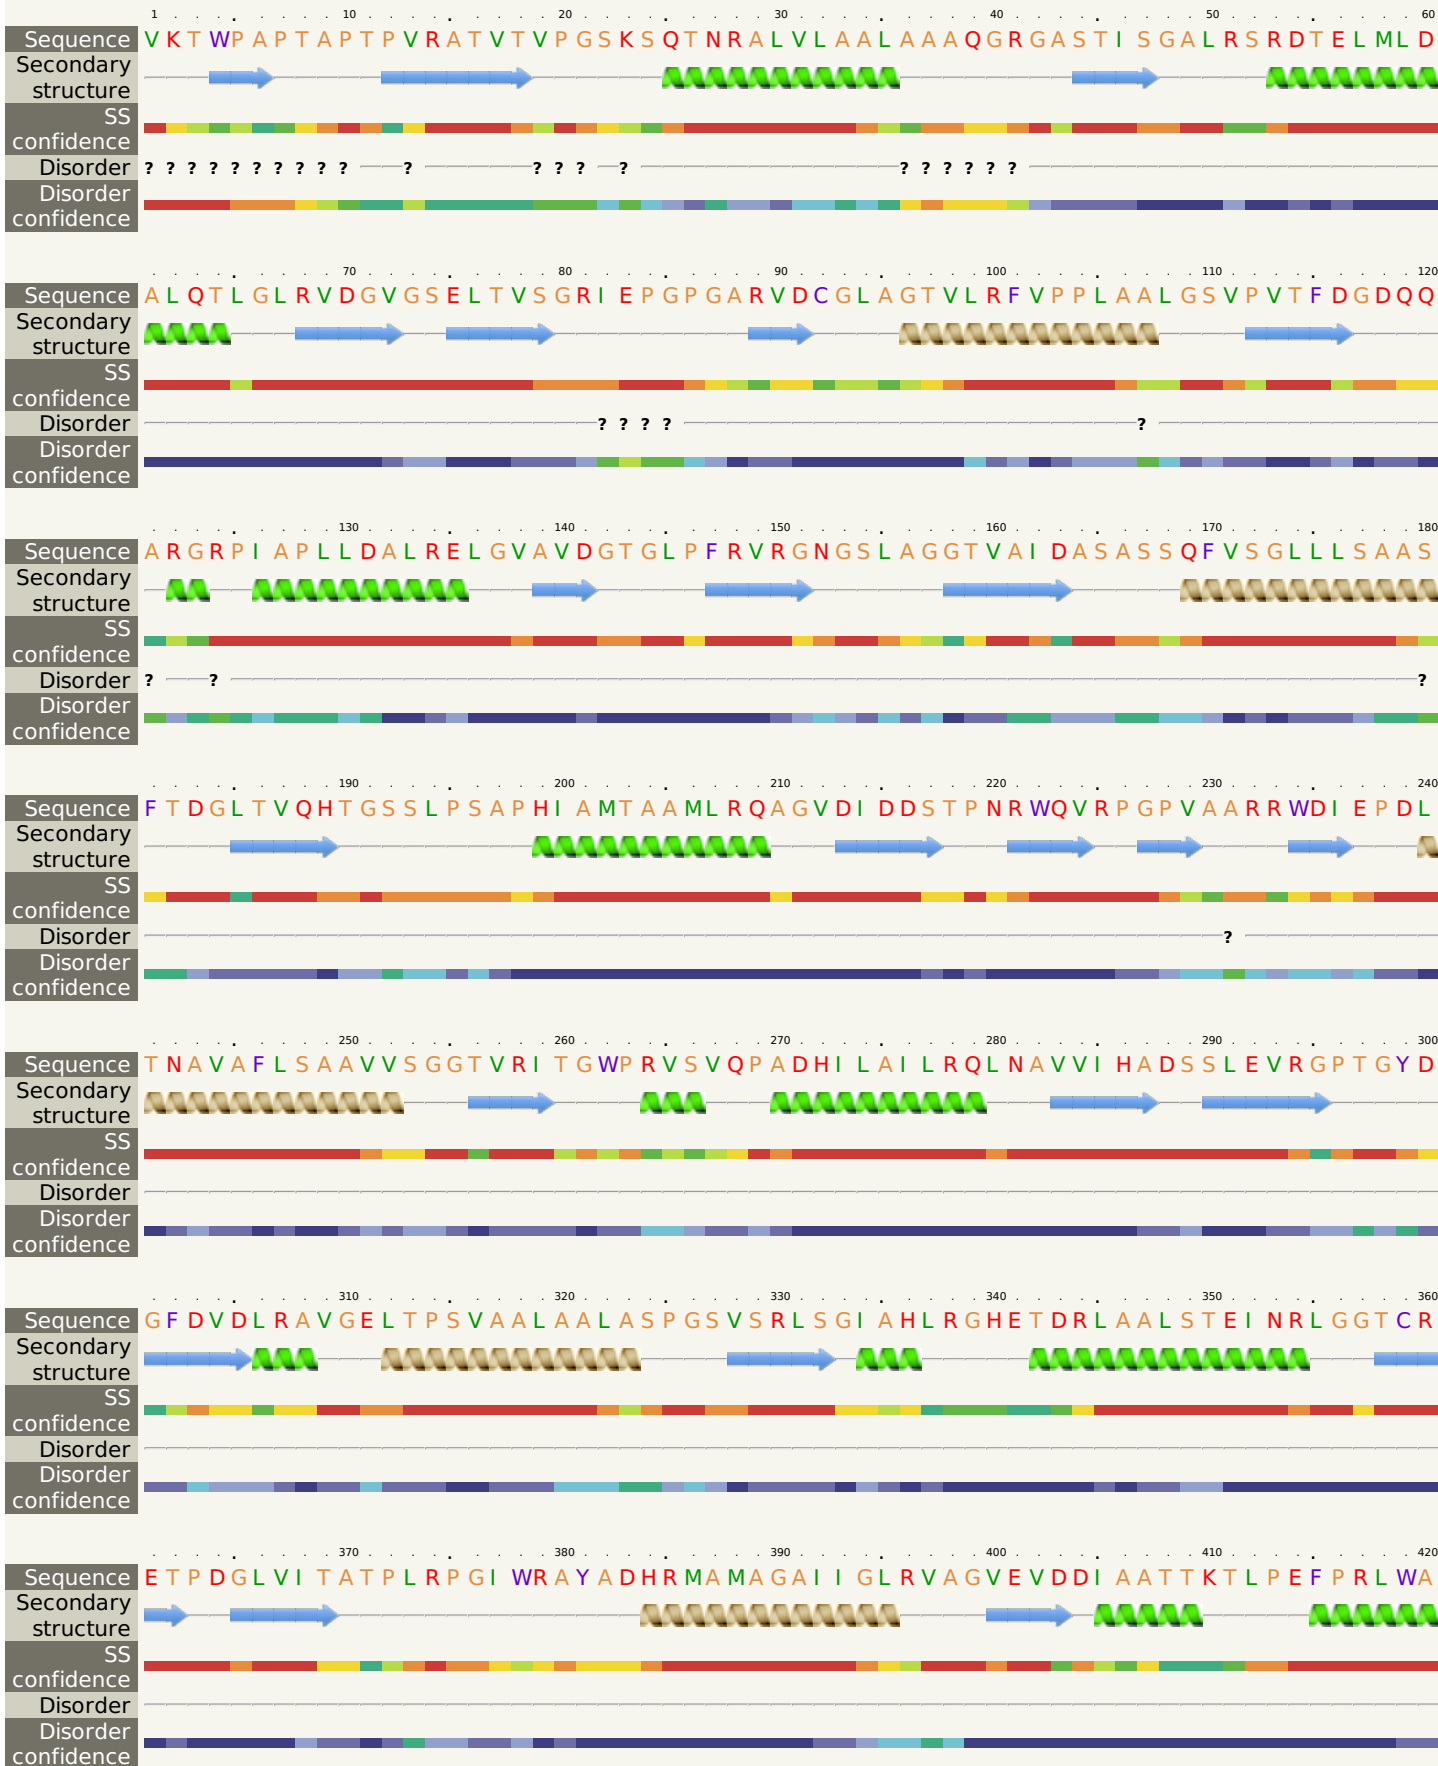 1 . . . . 10 . . . . . 20 . . . . . 30 . . . . . 40 . . . . . 50 . . . . . 60
Sequence V K T W P A P T A P T P V R A T V T V P G S K S Q T N R A L V L A A L A A A Q G R G A S T I S G A L R S R D T E L M L D
Secondary
structure
SS
confidence
Disorder ? ? ? ? ? ? ? ? ? ? ? ? ? ? ? ? ? ? ? ? ?
Disorder
confidence
. . . . . . 70 . . . . . 80 . . . . . 90 . . . . . 100 . . . . . 110 . . . . . 120
Sequence A L Q T L G L R V D G V G S E L T V S G R I E P G P G A R V D C G L A G T V L R F V P P L A A L G S V P V T F D G D Q Q
Secondary
structure
SS
confidence
Disorder ? ? ? ? ?
Disorder
confidence
. . . . . . 130 . . . . . 140 . . . . . 150 . . . . . 160 . . . . . 170 . . . . . 180
Sequence A R G R P I A P L L D A L R E L G V A V D G T G L P F R V R G N G S L A G G T V A I D A S A S S Q F V S G L L L S A A S
Secondary
structure
SS
confidence
Disorder ? ? ?
Disorder
confidence
. . . . . . 190 . . . . . 200 . . . . . 210 . . . . . 220 . . . . . 230 . . . . . 240
Sequence F T D G L T V Q H T G S S L P S A P H I A M T A A M L R Q A G V D I D D S T P N R W Q V R P G P V A A R R W D I E P D L
Secondary
structure
SS
confidence
Disorder ?
Disorder
confidence
. . . . . . 250 . . . . . 260 . . . . . 270 . . . . . 280 . . . . . 290 . . . . . 300
Sequence T N A V A F L S A A V V S G G T V R I T G W P R V S V Q P A D H I L A I L R Q L N A V V I H A D S S L E V R G P T G Y D
Secondary
structure
SS
confidence
Disorder
Disorder
confidence
. . . . . . 310 . . . . . 320 . . . . . 330 . . . . . 340 . . . . . 350 . . . . . 360
Sequence G F D V D L R A V G E L T P S V A A L A A L A S P G S V S R L S G I A H L R G H E T D R L A A L S T E I N R L G G T C R
Secondary
structure
SS
confidence
Disorder
Disorder
confidence
. . . . . . 370 . . . . . 380 . . . . . 390 . . . . . 400 . . . . . 410 . . . . . 420
Sequence E T P D G L V I T A T P L R P G I W R A Y A D H R M A M A G A I I G L R V A G V E V D D I A A T T K T L P E F P R L W A
Secondary
structure
SS
confidence
Disorder
Disorder
confidence